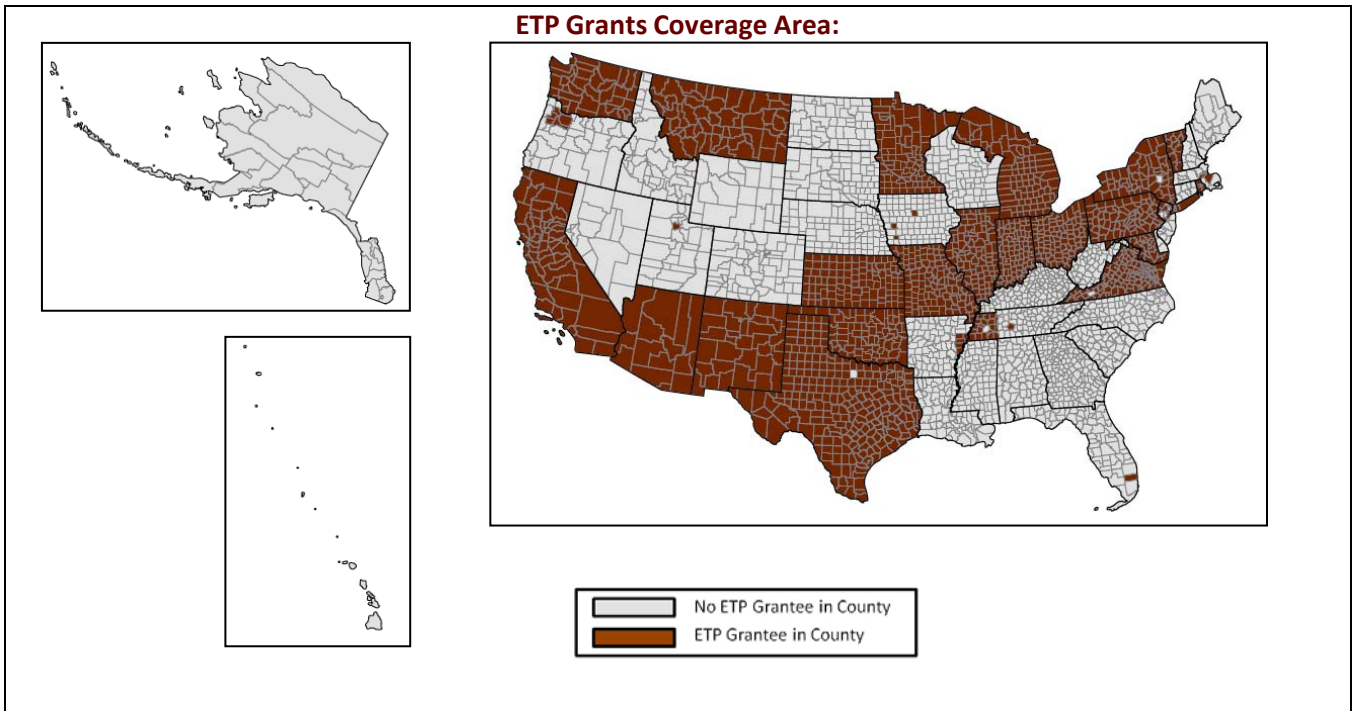 ETP Grants Coverage Area:
No ETP Grantee in County
ETP Grantee in County